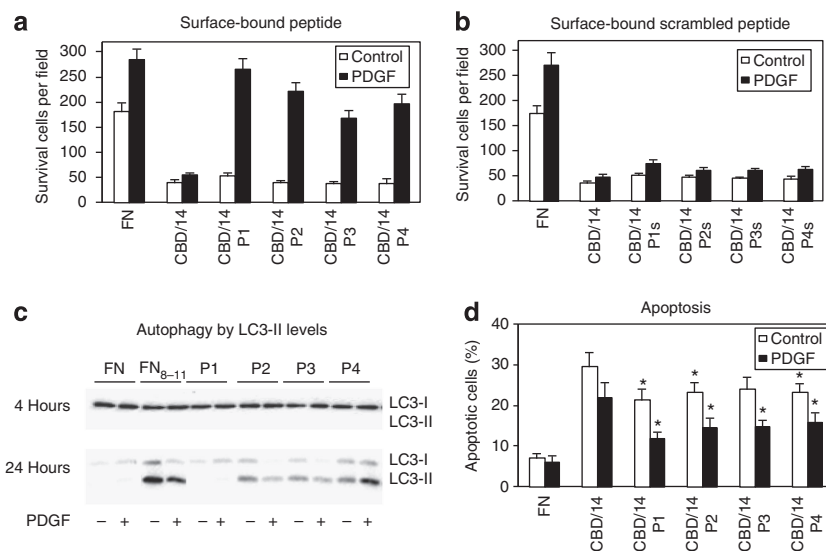 a
Surface-bound peptide
Survival cells per field
300
250
200
150
100
50
0
Control
PDGF
FN
CBD/14
CBD/14 P1
CBD/14 P2
CBD/14 P3
CBD/14 P4
b
Surface-bound scrambled peptide
Survival cells per field
300
250
200
150
100
50
0
Control
PDGF
FN
CBD/14
CBD/14 P1s
CBD/14 P2s
CBD/14 P3s
CBD/14 P4s
c
Autophagy by LC3-II levels
FN FN8–11 P1 P2 P3 P4
4 Hours
LC3-I
LC3-II
24 Hours
LC3-I
LC3-II
PDGF – + – + – + – + – + – +
d
Apoptosis
Apoptotic cells (%)
40
30
20
10
0
Control
PDGF
* * * * * * *
FN
CBD/14
CBD/14 P1
CBD/14 P2
CBD/14 P3
CBD/14 P4